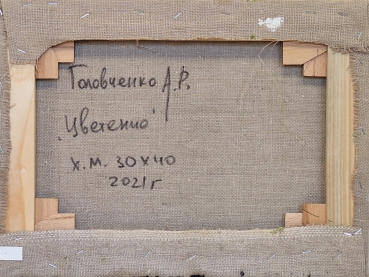 Головченко А.Р.
"Цветение"
х.м. 30х40
2021г